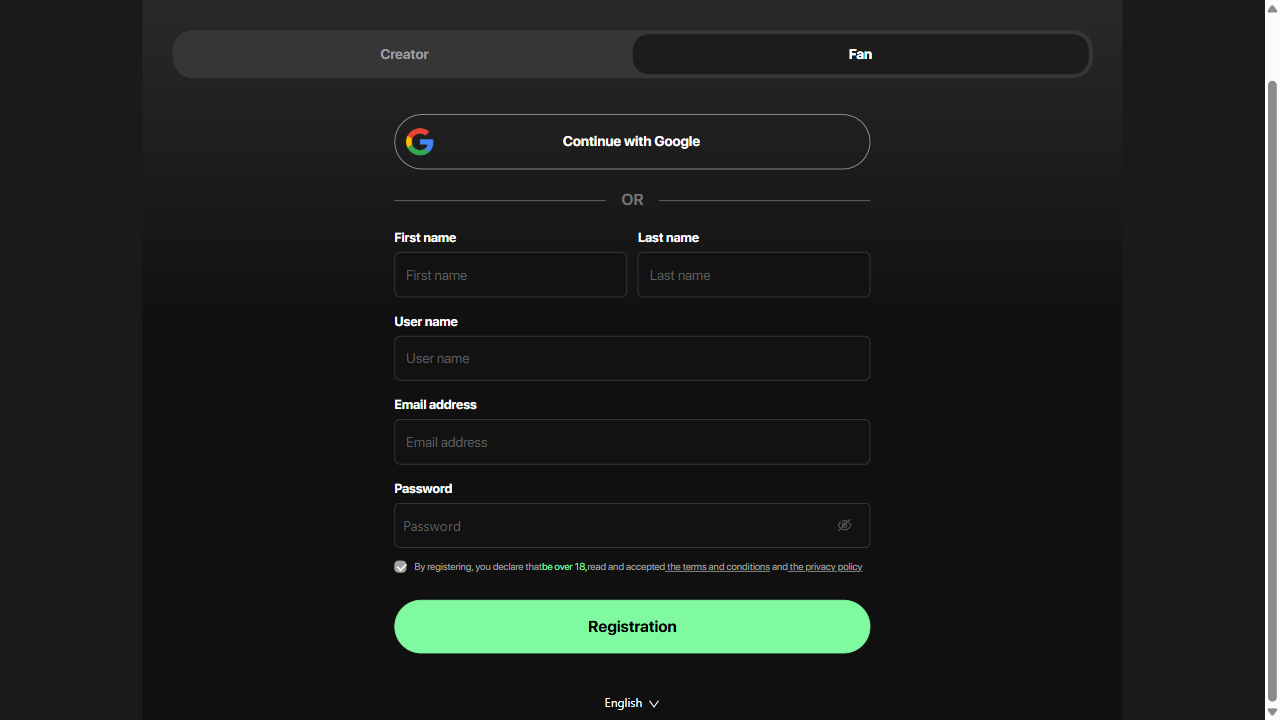 Creator Fan
Continue with Google
OR
First name Last name
First name Last name
User name
User name
Email address
Email address
Password
Password
By registering, you declare thatbe over 18,read and accepted the terms and conditions and the privacy policy
Registration
English